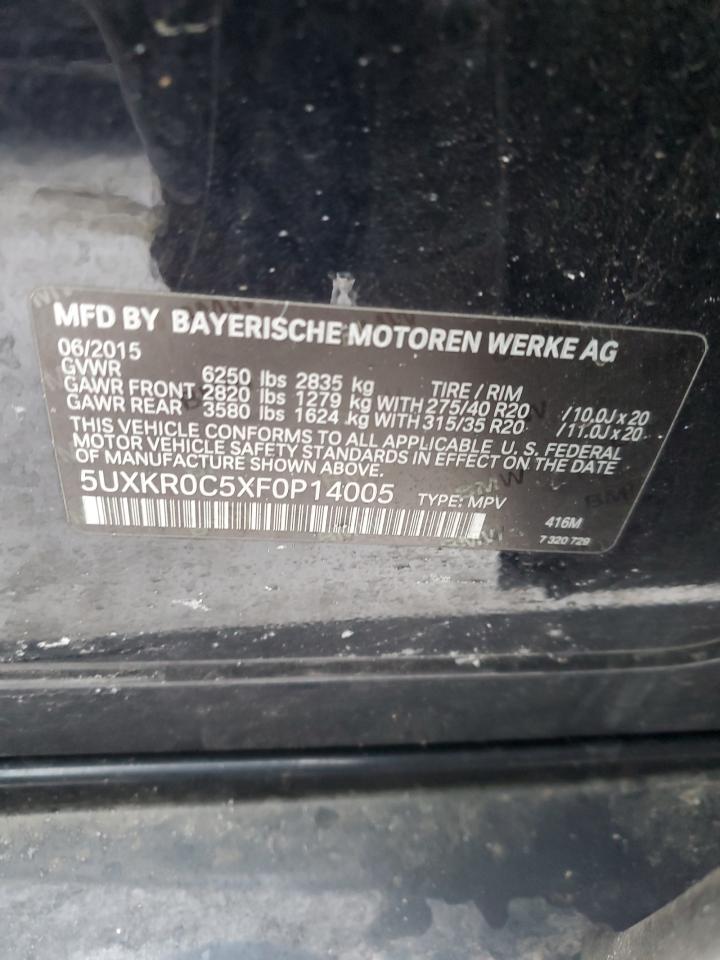 MFD BY BAYERISCHE MOTOREN WERKE AG
06/2015
GVWR 6250 lbs 2835 kg TIRE / RIM
GAWR FRONT 2820 lbs 1279 kg WITH 275/40 R20 /10.0J x 20
GAWR REAR 3580 lbs 1624 kg WITH 315/35 R20 /11.0J x 20
THIS VEHICLE CONFORMS TO ALL APPLICABLE U. S. FEDERAL
MOTOR VEHICLE SAFETY STANDARDS IN EFFECT ON THE DATE
OF MANUFACTURE SHOWN ABOVE.
5UXKR0C5XF0P14005 TYPE: MPV
416M
7 320 729